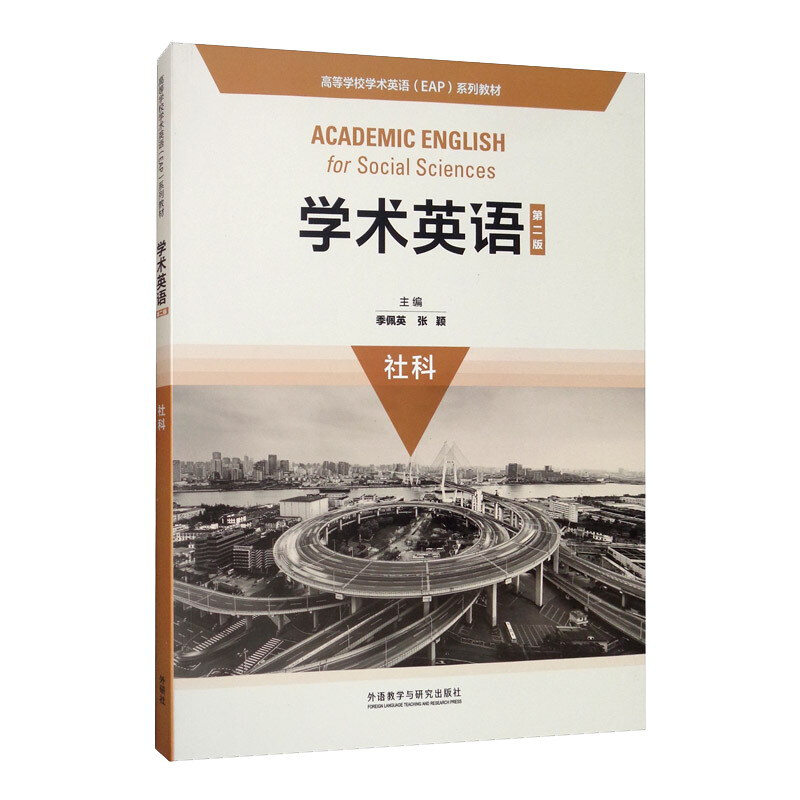 高等学校学术英语（EAP）系列教材
ACADEMIC ENGLISH
for Social Sciences
学术英语
第二版
主编
季佩英 张颖
社科
外语教学与研究出版社
FOREIGN LANGUAGE TEACHING AND RESEARCH PRESS
高等学校学术英语（EAP）系列教材
学术英语
第二版
社科
外研社